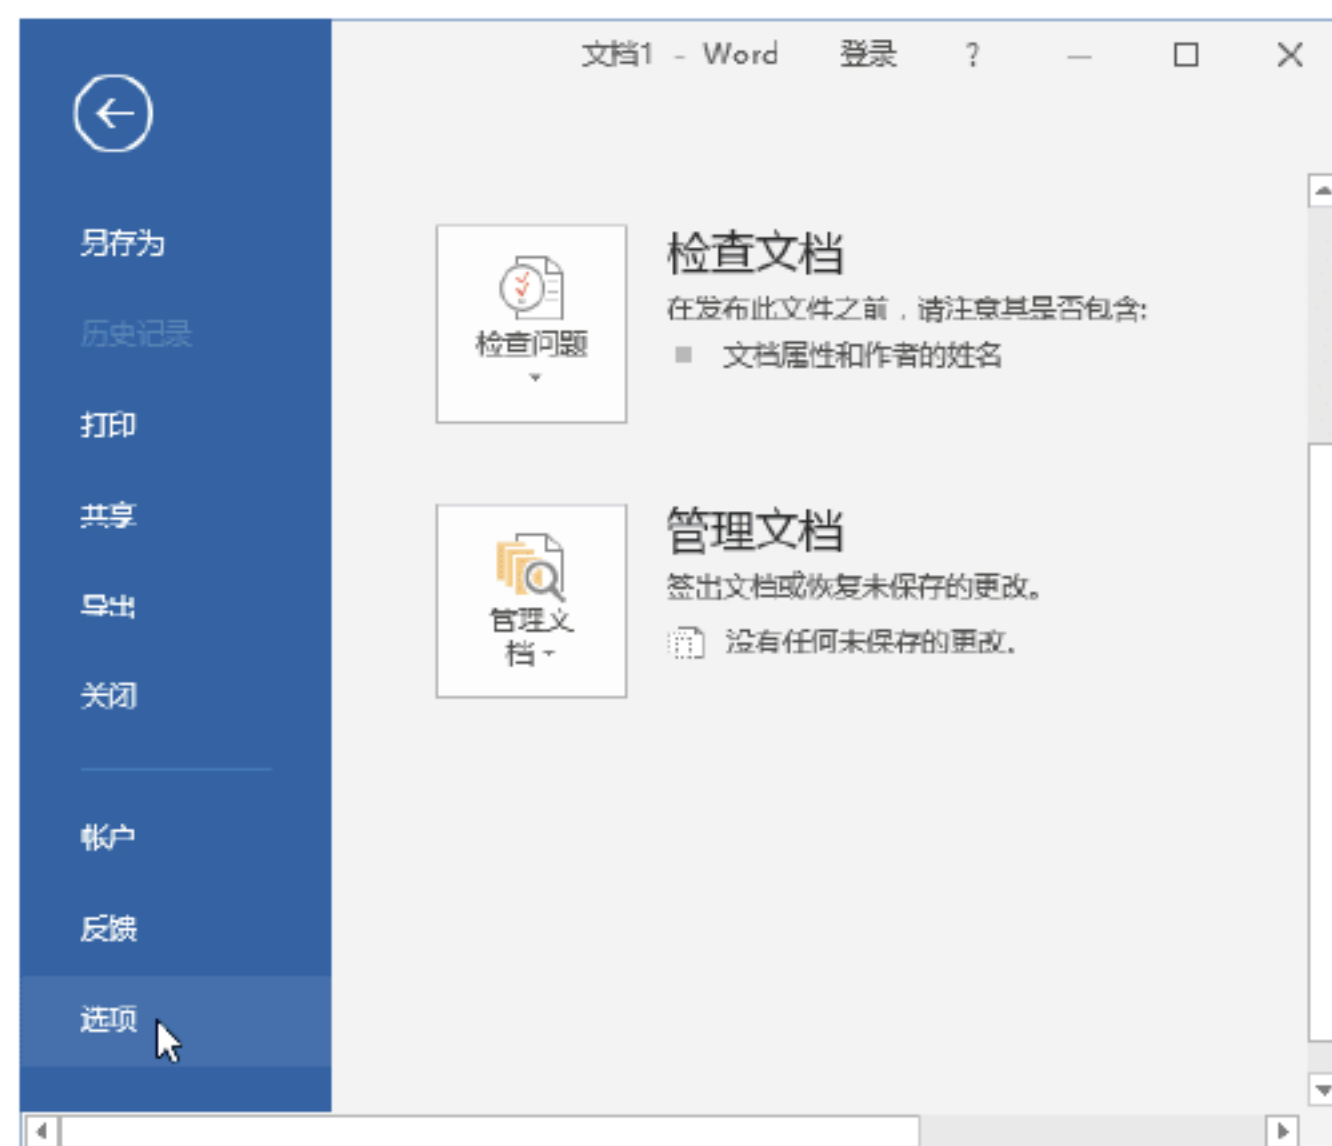 文档1 - Word 登录 ?
另存为
历史记录
打印
共享
导出
关闭
帐户
反馈
选项
检查问题
检查文档
在发布此文件之前，请注意其是否包含:
文档属性和作者的姓名
管理文
档
管理文档
签出文档或恢复未保存的更改。
没有任何未保存的更改。